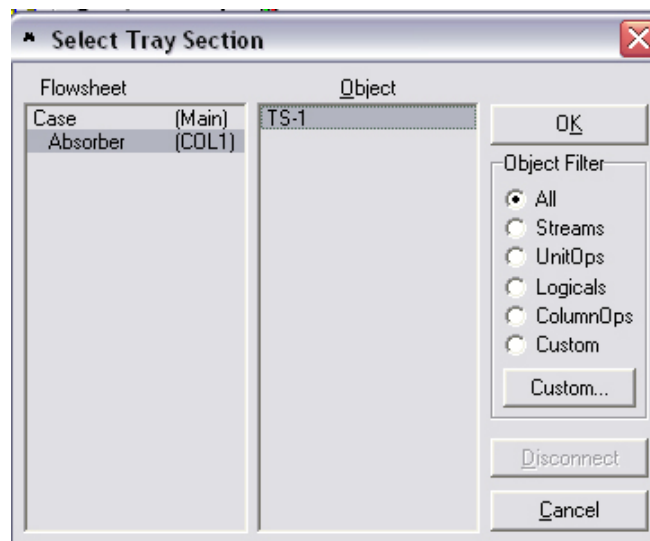 Select Tray Section
Flowsheet
Object
Case (Main)
Absorber (COL1)
TS-1
OK
Object Filter
All
Streams
UnitOps
Logicals
ColumnOps
Custom
Custom...
Disconnect
Cancel